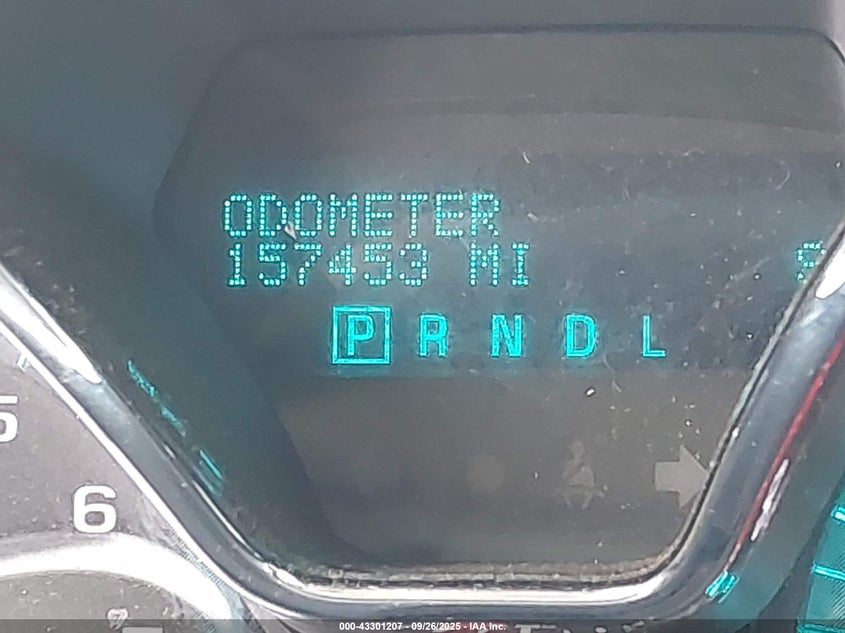 ODOMETER
157453 MI
P R N D L
5
6
000-43301207 - 09/26/2025 - IAA Inc.